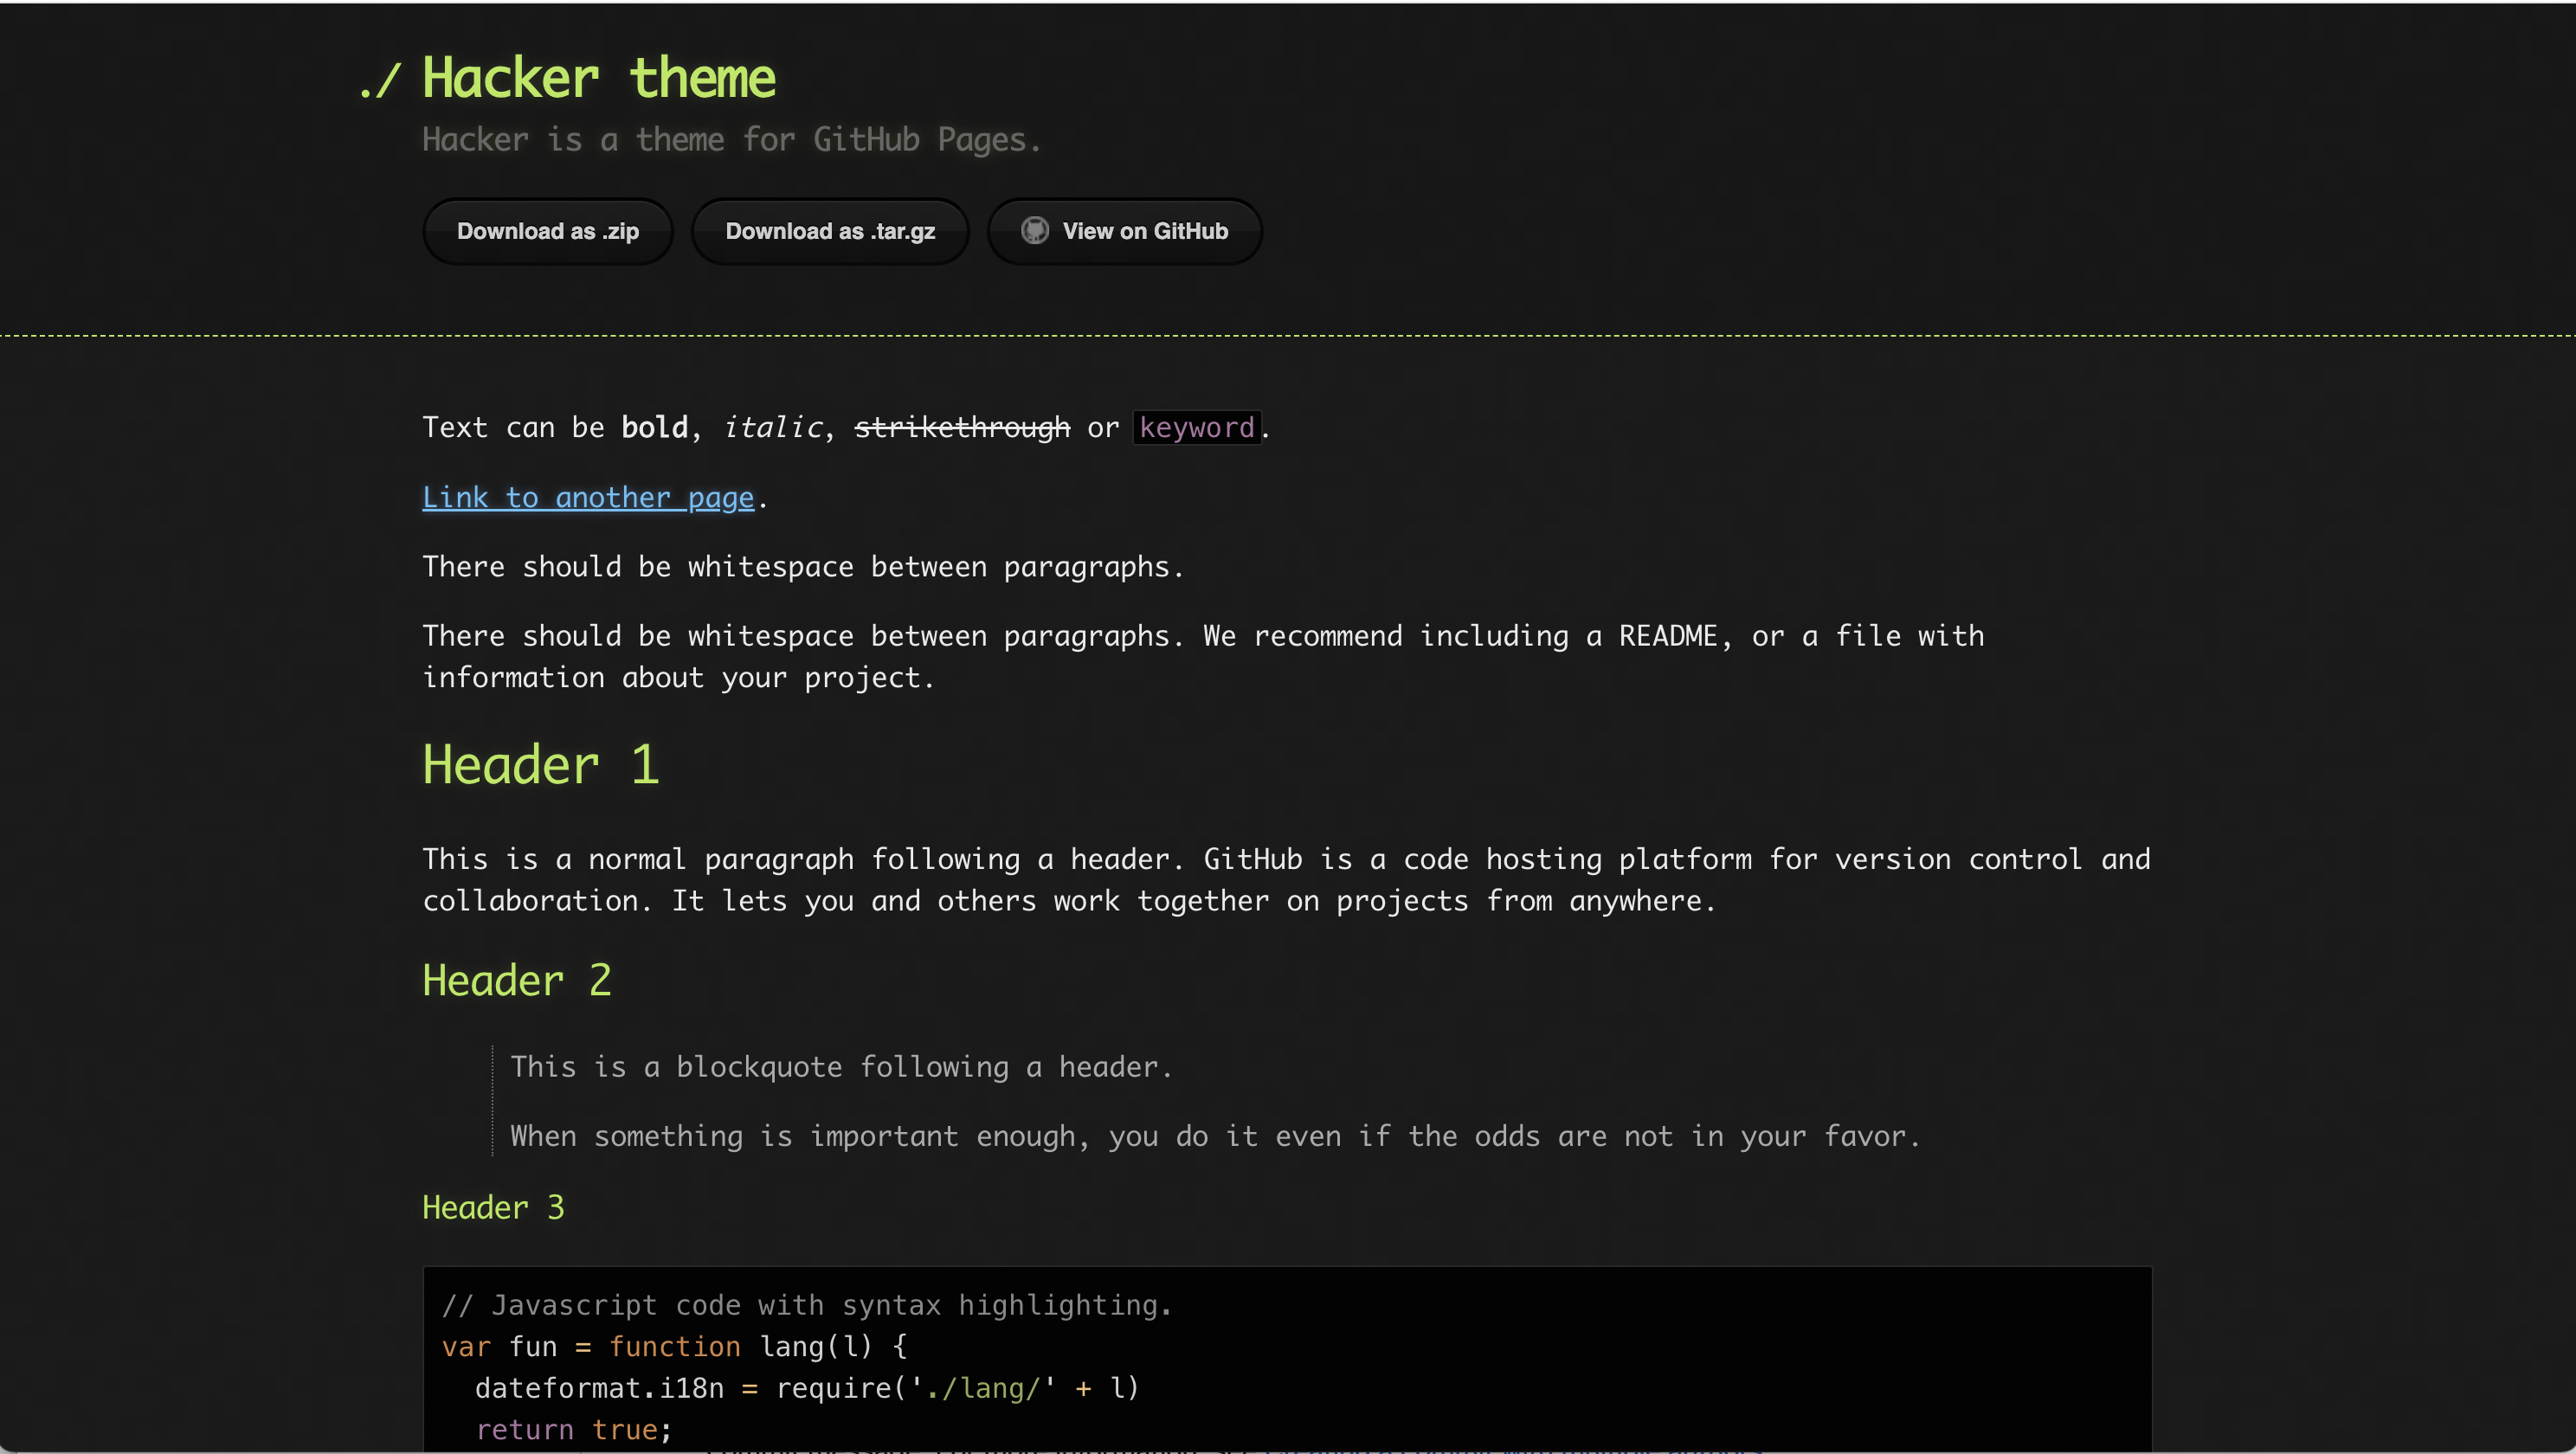 ./ Hacker theme
Hacker is a theme for GitHub Pages.
Download as .zip
Download as .tar.gz
View on GitHub
Text can be bold, italic, strikethrough or keyword.
Link to another page.
There should be whitespace between paragraphs.
There should be whitespace between paragraphs. We recommend including a README, or a file with
information about your project.
Header 1
This is a normal paragraph following a header. GitHub is a code hosting platform for version control and
collaboration. It lets you and others work together on projects from anywhere.
Header 2
This is a blockquote following a header.
When something is important enough, you do it even if the odds are not in your favor.
Header 3
// Javascript code with syntax highlighting.
var fun = function lang(l) {
  dateformat.i18n = require('./lang/' + l)
  return true;